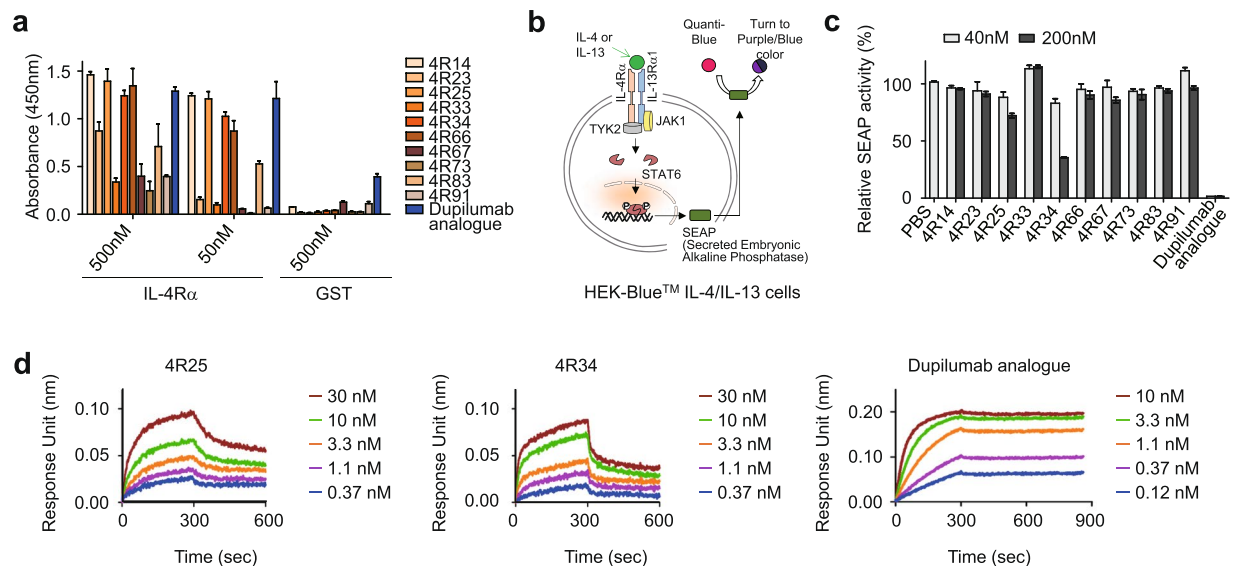 a
Absorbance (450nm)
1.5
1.0
0.5
0.0
500nM
50nM
500nM
IL-4Rα
GST
4R14
4R23
4R25
4R33
4R34
4R66
4R67
4R73
4R83
4R91
Dupilumab
analogue
b
IL-4 or
IL-13
Quanti-
Blue
Turn to
Purple/Blue
color
IL-4Rα
IL-13Rα1
TYK2
JAK1
STAT6
P
P
SEAP
(Secreted Embryonic
Alkaline Phosphatase)
HEK-Blue™ IL-4/IL-13 cells
c
Relative SEAP activity (%)
40nM
200nM
100
50
0
PBS
4R14
4R23
4R25
4R33
4R34
4R66
4R67
4R73
4R83
4R91
Dupilumab
analogue
d
4R25
Response Unit (nm)
0.10
0.05
0.00
0
300
600
Time (sec)
30 nM
10 nM
3.3 nM
1.1 nM
0.37 nM
4R34
Response Unit (nm)
0.10
0.05
0.00
0
300
600
Time (sec)
30 nM
10 nM
3.3 nM
1.1 nM
0.37 nM
Dupilumab analogue
Response Unit (nm)
0.20
0.10
0.00
0
300
600
900
Time (sec)
10 nM
3.3 nM
1.1 nM
0.37 nM
0.12 nM